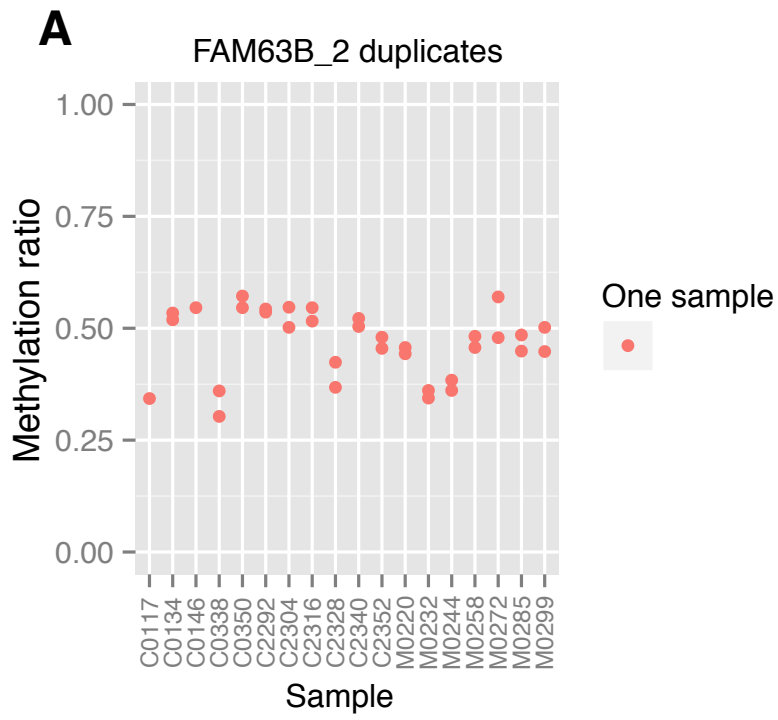 A
FAM63B_2 duplicates
Methylation ratio
1.00
0.75
0.50
0.25
0.00
C0117
C0134
C0146
C0338
C0350
C2292
C2304
C2316
C2328
C2340
C2352
M0220
M0232
M0244
M0258
M0272
M0285
M0299
Sample
One sample